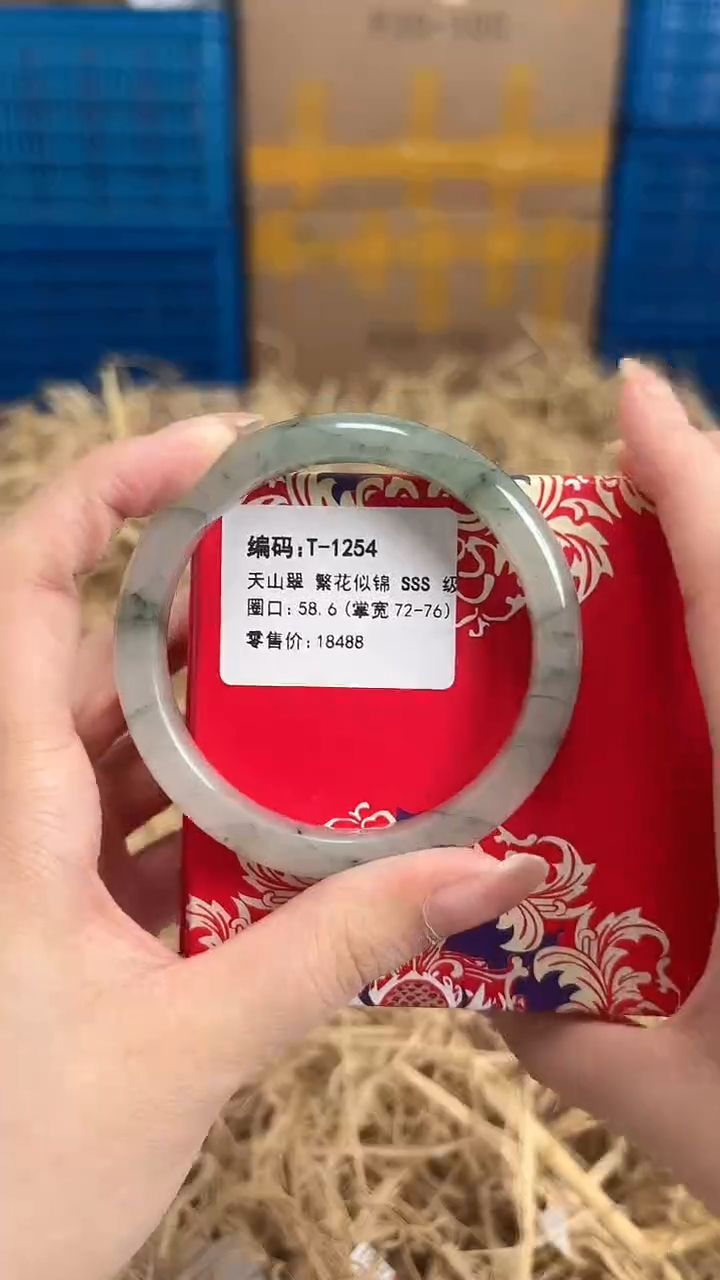 编码:T-1254
天山翠 繁花似锦 SSS 级
圈口: 58.6 (掌宽 72-76)
零售价: 18488